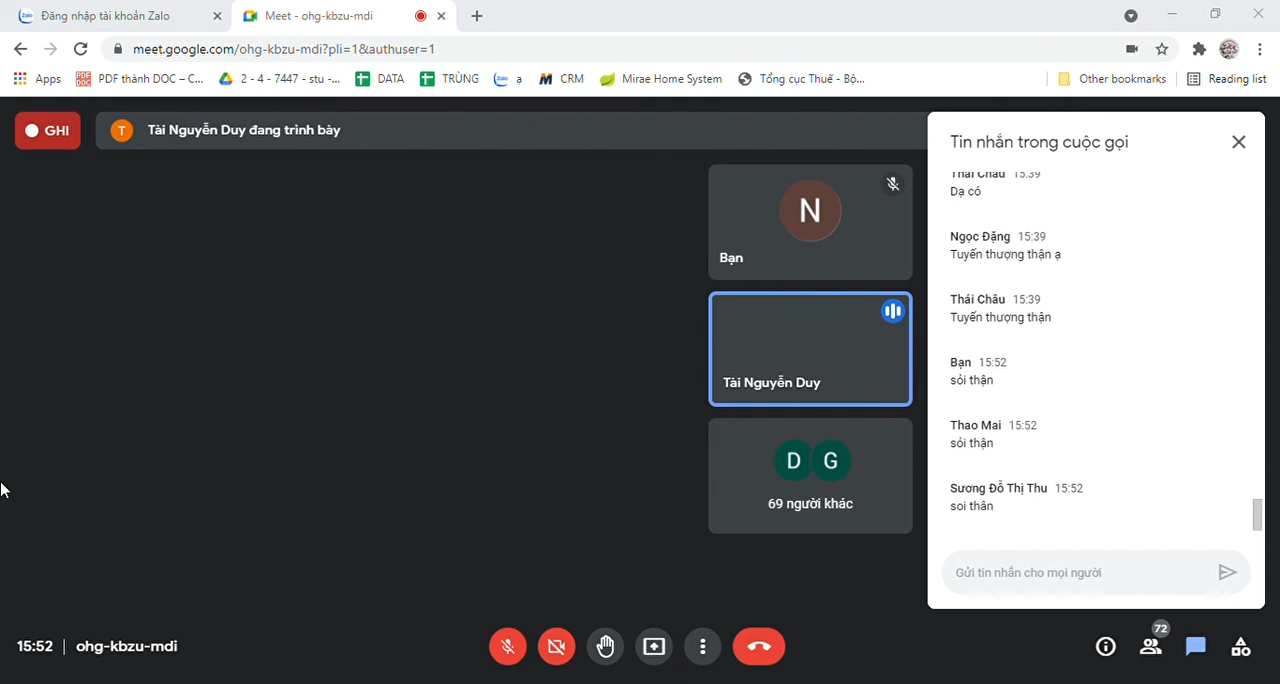 Đăng nhập tài khoản Zalo
Meet - ohg-kbzu-mdi
meet.google.com/ohg-kbzu-mdi?pli=1&authuser=1
Apps
PDF thành DOC – C...
2 - 4 - 7447 - stu -...
DATA
TRÙNG
ạ
CRM
Mirae Home System
Tổng cục Thuế - Bộ...
Other bookmarks
Reading list
GHI
T
Tài Nguyễn Duy đang trình bày
N
Bạn
Tài Nguyễn Duy
D G
69 người khác
Tin nhắn trong cuộc gọi
Thái Châu 15:39
Dạ có
Ngọc Đặng 15:39
Tuyến thượng thận ạ
Thái Châu 15:39
Tuyến thượng thận
Bạn 15:52
sỏi thận
Thao Mai 15:52
sỏi thận
Sương Đỗ Thị Thu 15:52
soi thân
Gửi tin nhắn cho mọi người
15:52 | ohg-kbzu-mdi
72